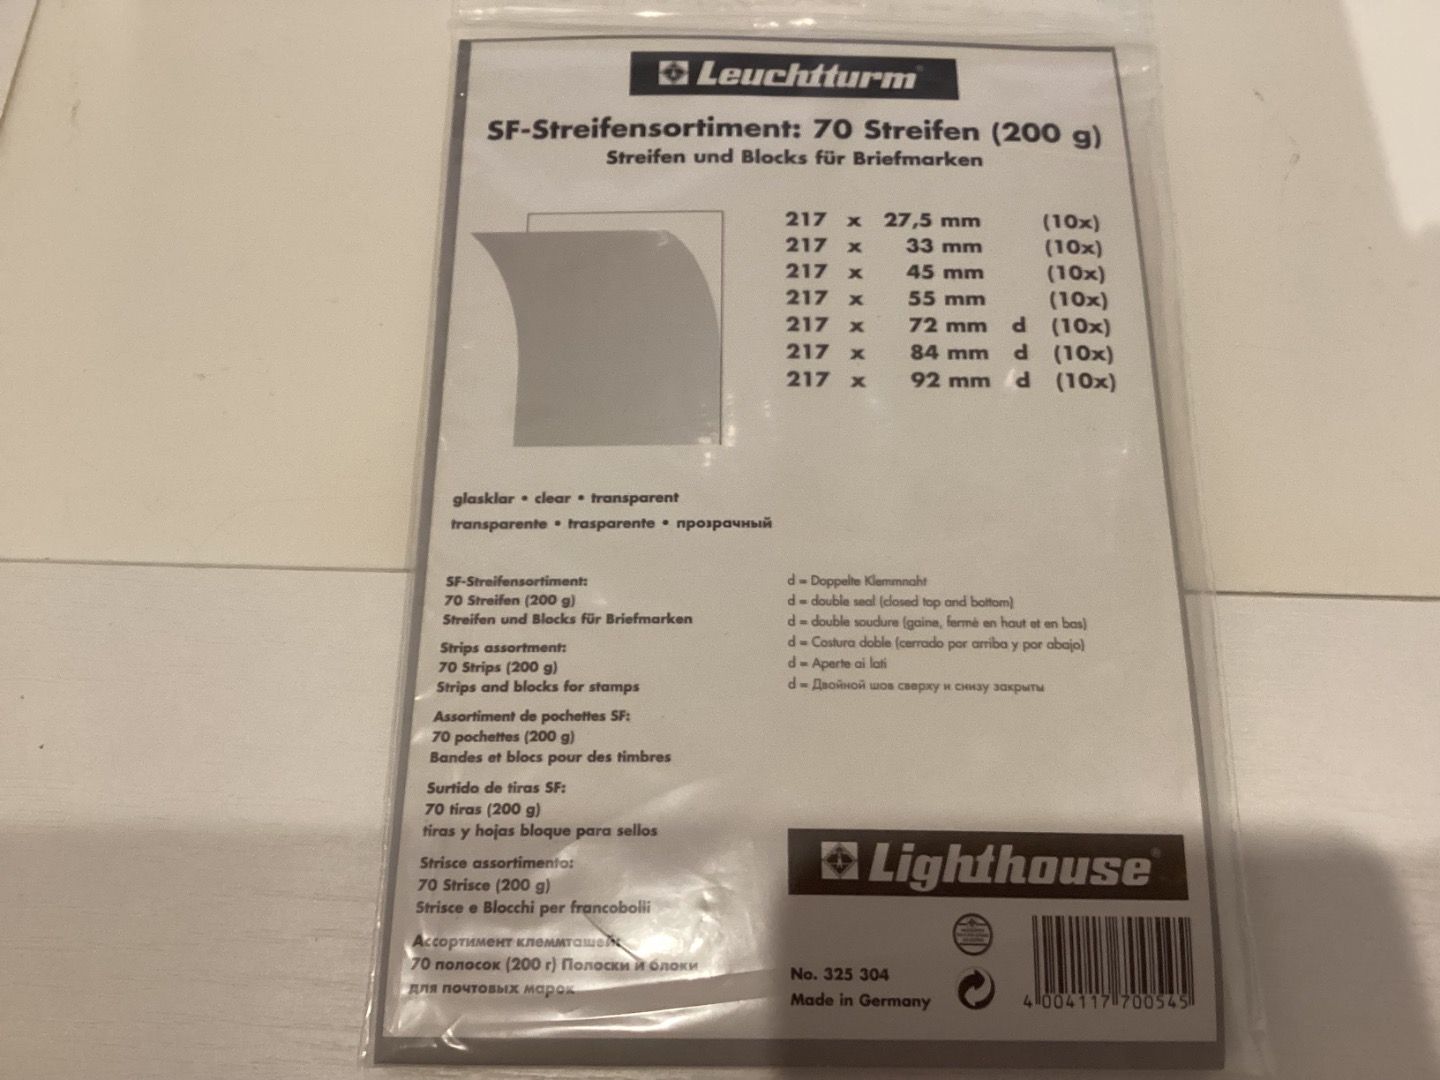 Leuchtturm®
SF-Streifensortiment: 70 Streifen (200 g)
Streifen und Blocks für Briefmarken
217 x 27,5 mm (10x)
217 x 33 mm (10x)
217 x 45 mm (10x)
217 x 55 mm (10x)
217 x 72 mm d (10x)
217 x 84 mm d (10x)
217 x 92 mm d (10x)
glasklar • clear • transparent
transparente • trasparente • прозрачный
SF-Streifensortiment:
70 Streifen (200 g)
Streifen und Blocks für Briefmarken
Strips assortment:
70 Strips (200 g)
Strips and blocks for stamps
Assortiment de pochettes SF:
70 pochettes (200 g)
Bandes et blocs pour des timbres
Surtido de tiras SF:
70 tiras (200 g)
tiras y hojas bloque para sellos
Strisce assortimento:
70 Strisce (200 g)
Strisce e Blocchi per francobolli
Ассортимент клеммташей:
70 полосок (200 г) Полоски и блоки
для почтовых марок
d = Doppelte Klemmnaht
d = double seal (closed top and bottom)
d = double soudure (gaine, fermé en haut et en bas)
d = Costura doble (cerrado por arriba y por abajo)
d = Aperte ai lati
d = Двойной шов сверху и снизу закрыты
Lighthouse®
No. 325 304
Made in Germany
4 004117 700545